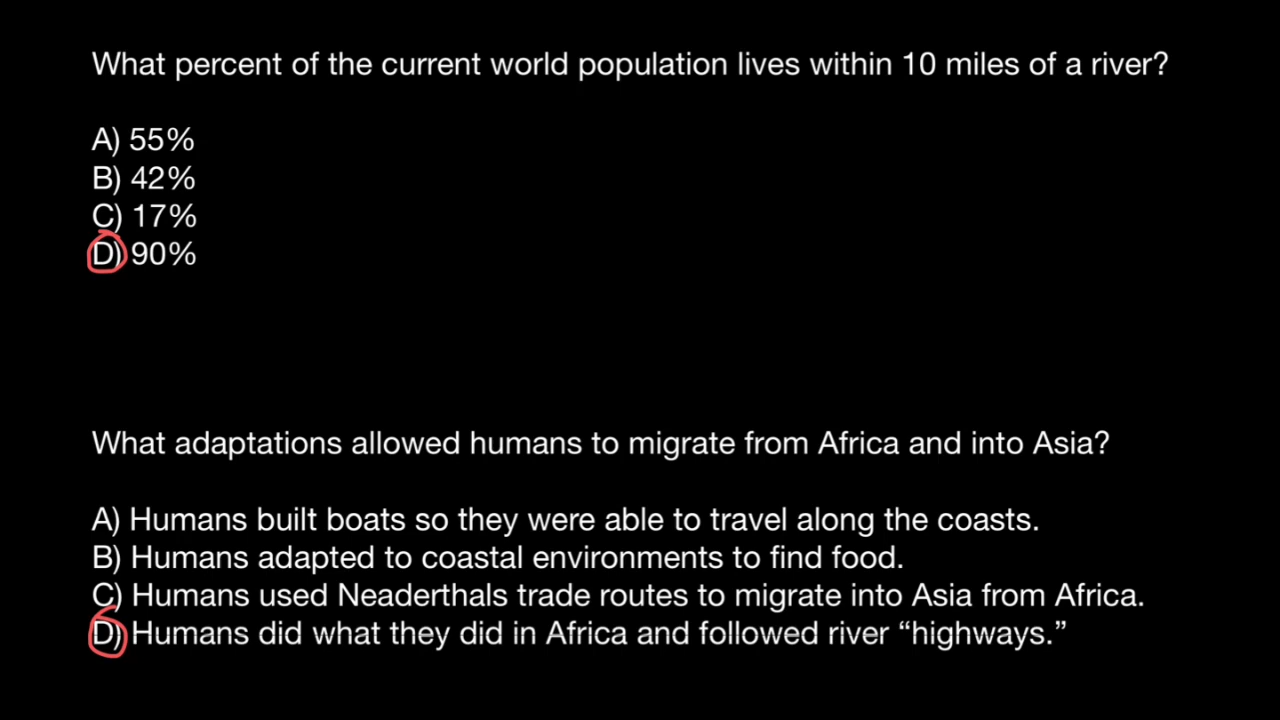 What percent of the current world population lives within 10 miles of a river?
A) 55%
B) 42%
C) 17%
D) 90%
What adaptations allowed humans to migrate from Africa and into Asia?
A) Humans built boats so they were able to travel along the coasts.
B) Humans adapted to coastal environments to find food.
C) Humans used Neaderthals trade routes to migrate into Asia from Africa.
D) Humans did what they did in Africa and followed river “highways.”